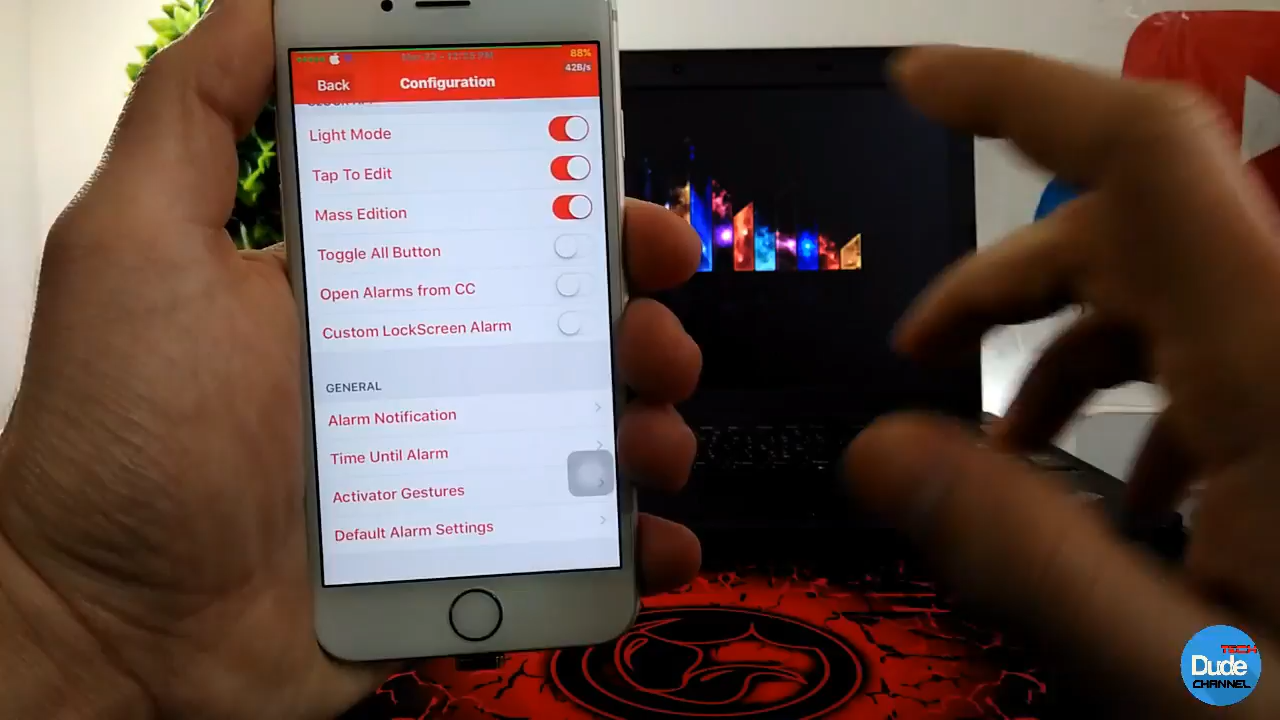 88%
42B/s
Back
Configuration
Light Mode
Tap To Edit
Mass Edition
Toggle All Button
Open Alarms from CC
Custom LockScreen Alarm
GENERAL
Alarm Notification
Time Until Alarm
Activator Gestures
Default Alarm Settings
TECH
Dude
CHANNEL